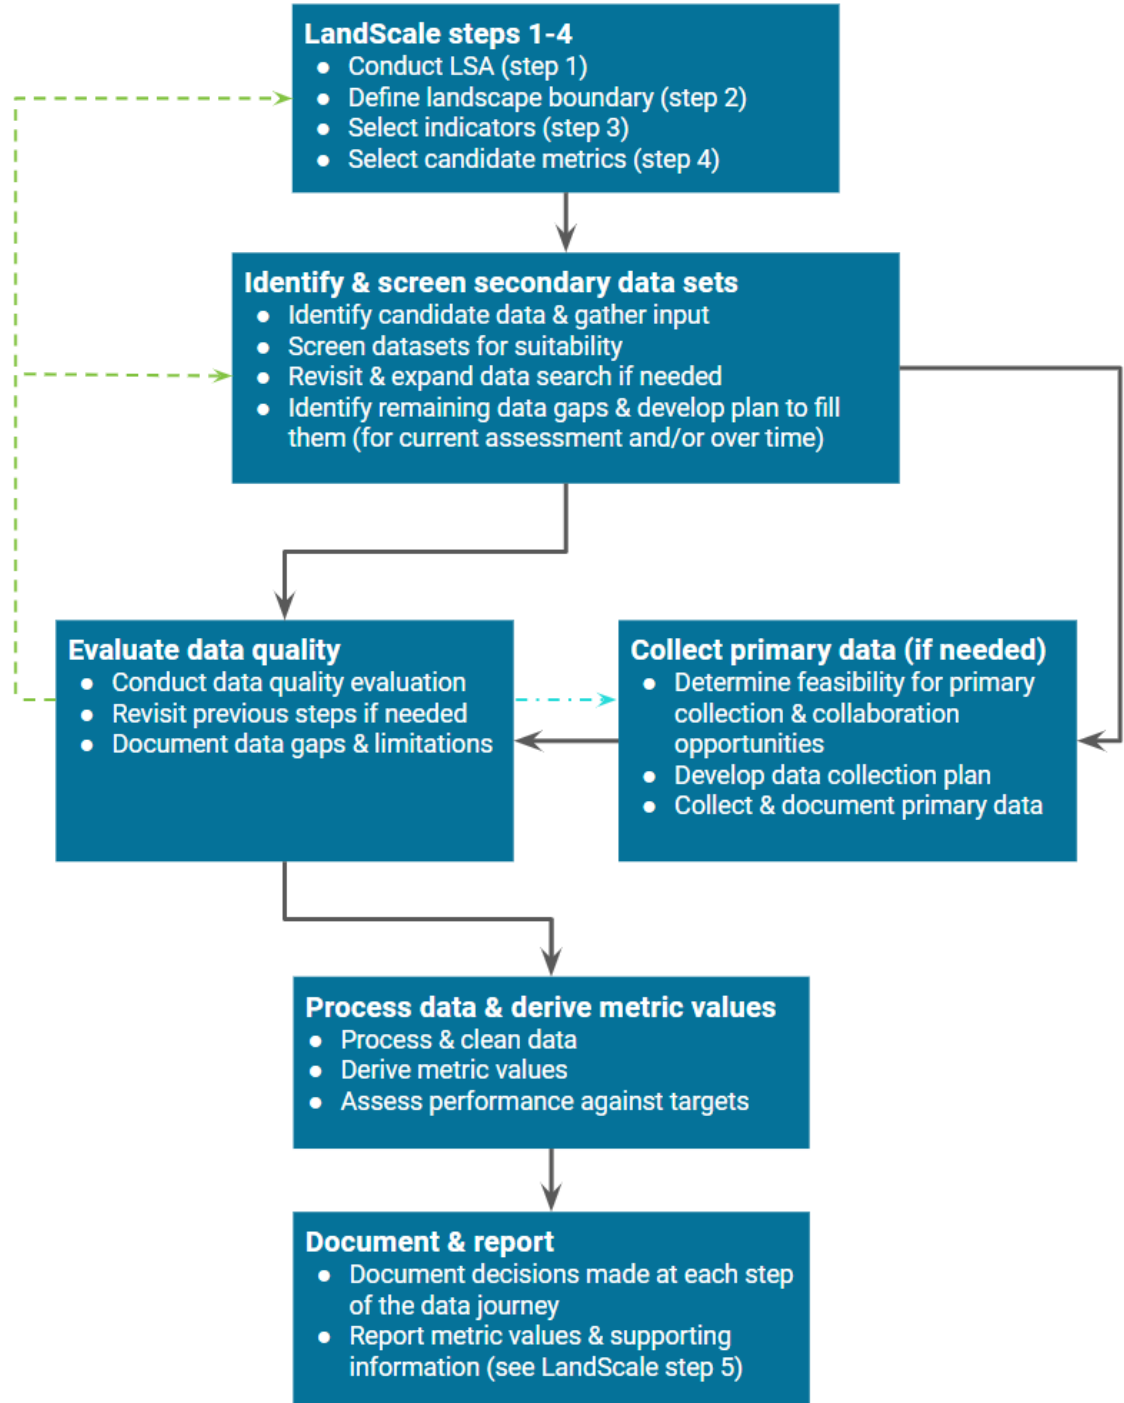 LandScale steps 1-4
● Conduct LSA (step 1)
● Define landscape boundary (step 2)
● Select indicators (step 3)
● Select candidate metrics (step 4)
Identify & screen secondary data sets
● Identify candidate data & gather input
● Screen datasets for suitability
● Revisit & expand data search if needed
● Identify remaining data gaps & develop plan to fill
them (for current assessment and/or over time)
Evaluate data quality
● Conduct data quality evaluation
● Revisit previous steps if needed
● Document data gaps & limitations
Collect primary data (if needed)
● Determine feasibility for primary
collection & collaboration
opportunities
● Develop data collection plan
● Collect & document primary data
Process data & derive metric values
● Process & clean data
● Derive metric values
● Assess performance against targets
Document & report
● Document decisions made at each step
of the data journey
● Report metric values & supporting
information (see LandScale step 5)